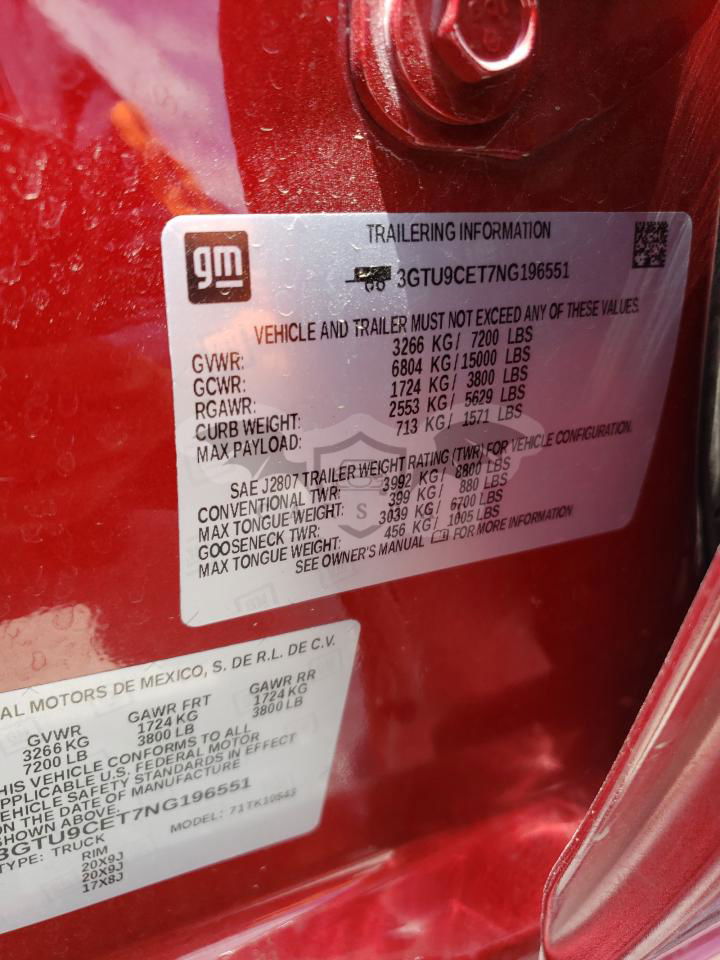 gm
TRAILERING INFORMATION
3GTU9CET7NG196551
VEHICLE AND TRAILER MUST NOT EXCEED ANY OF THESE VALUES.
GVWR: 3266 KG/ 7200 LBS
GCWR: 6804 KG/ 15000 LBS
RGAWR: 1724 KG/ 3800 LBS
CURB WEIGHT: 2553 KG/ 5629 LBS
MAX PAYLOAD: 713 KG/ 1571 LBS
SAE J2807 TRAILER WEIGHT RATING (TWR) FOR VEHICLE CONFIGURATION.
CONVENTIONAL TWR: 3992 KG/ 8800 LBS
MAX TONGUE WEIGHT: 399 KG/ 880 LBS
GOOSENECK TWR: 3039 KG/ 6700 LBS
MAX TONGUE WEIGHT: 456 KG/ 1005 LBS
SEE OWNER'S MANUAL FOR MORE INFORMATION
S
AL MOTORS DE MEXICO, S. DE R.L. DE C.V.
GVWR GAWR FRT GAWR RR
3266 KG 1724 KG 1724 KG
7200 LB 3800 LB 3800 LB
THIS VEHICLE CONFORMS TO ALL
APPLICABLE U.S. FEDERAL MOTOR
VEHICLE SAFETY STANDARDS IN EFFECT
ON THE DATE OF MANUFACTURE
SHOWN ABOVE.
3GTU9CET7NG196551
TYPE: TRUCK MODEL: 71TK10543
RIM
20X9J
20X9J
17X8J